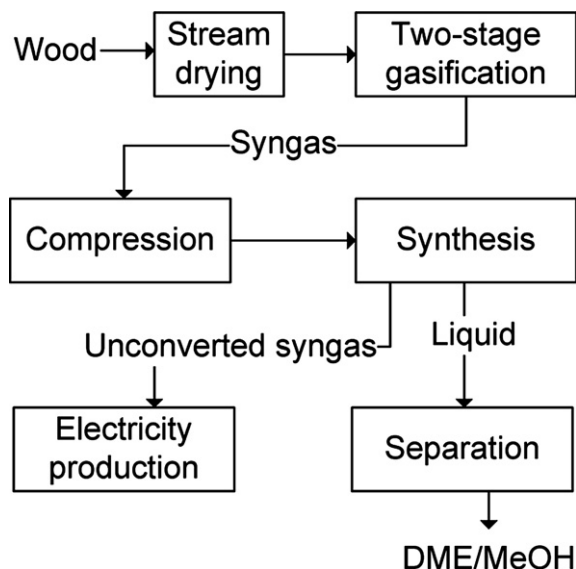 Wood
Stream
drying
Two-stage
gasification
Syngas
Compression
Synthesis
Unconverted syngas
Liquid
Electricity
production
Separation
DME/MeOH